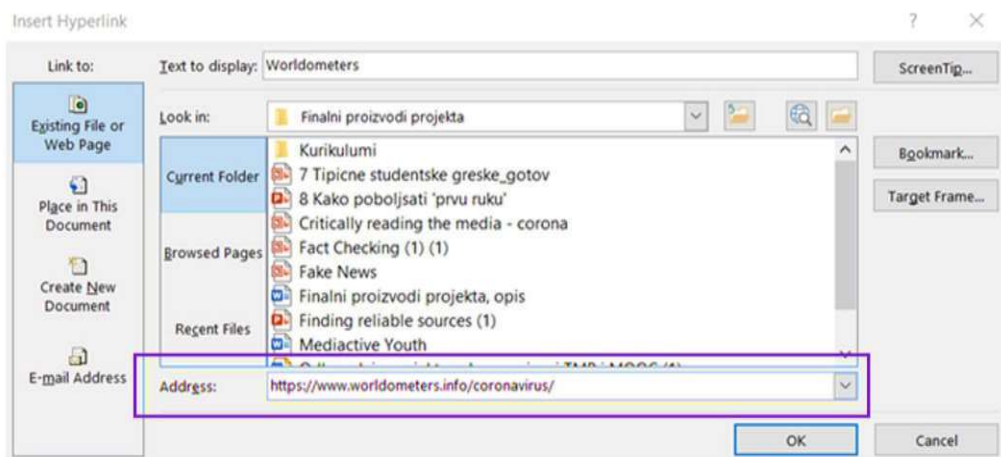 Insert Hyperlink
? ×
Link to:
Text to display: Worldometers
ScreenTip...
Existing File or
Web Page
Look in: Finalni proizvodi projekta
Bookmark...
Target Frame...
Place in This
Document
Create New
Document
E-mail Address
Current Folder
Browsed Pages
Recent Files
Kurikulumi
7 Tipicne studentske greske_gotov
8 Kako poboljsati 'prvu ruku'
Critically reading the media - corona
Fact Checking (1) (1)
Fake News
Finalni proizvodi projekta, opis
Finding reliable sources (1)
Mediactive Youth
Address: https://www.worldometers.info/coronavirus/
OK
Cancel